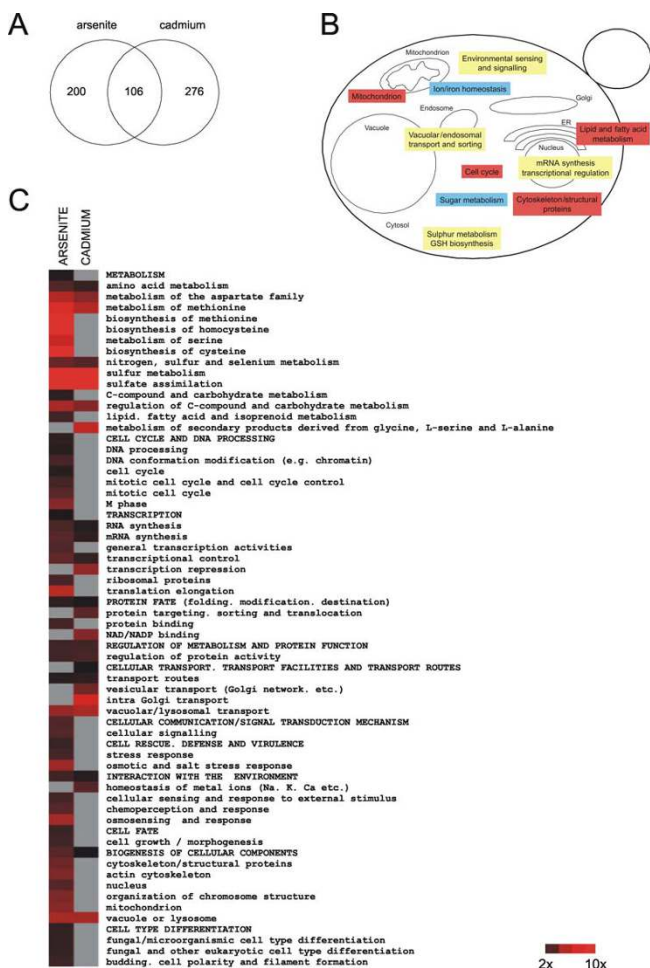 A
arsenite
cadmium
200
106
276
B
Mitochondrion
Environmental sensing
and signalling
Ion/iron homeostasis
Mitochondrion
Golgi
Endosome
ER
Lipid and fatty acid
metabolism
Vacuole
Vacuolar/endosomal
transport and sorting
Nucleus
mRNA synthesis
transcriptional regulation
Cell cycle
Sugar metabolism
Cytoskeleton/structural
proteins
Cytosol
Sulphur metabolism
GSH biosynthesis
C
ARSENITE
CADMIUM
METABOLISM
amino acid metabolism
metabolism of the aspartate family
metabolism of methionine
biosynthesis of methionine
biosynthesis of homocysteine
metabolism of serine
biosynthesis of cysteine
nitrogen, sulfur and selenium metabolism
sulfur metabolism
sulfate assimilation
C-compound and carbohydrate metabolism
regulation of C-compound and carbohydrate metabolism
lipid. fatty acid and isoprenoid metabolism
metabolism of secondary products derived from glycine, L-serine and L-alanine
CELL CYCLE AND DNA PROCESSING
DNA processing
DNA conformation modification (e.g. chromatin)
cell cycle
mitotic cell cycle and cell cycle control
mitotic cell cycle
M phase
TRANSCRIPTION
RNA synthesis
mRNA synthesis
general transcription activities
transcriptional control
transcription repression
ribosomal proteins
translation elongation
PROTEIN FATE (folding. modification. destination)
protein targeting. sorting and translocation
protein binding
NAD/NADP binding
REGULATION OF METABOLISM AND PROTEIN FUNCTION
regulation of protein activity
CELLULAR TRANSPORT. TRANSPORT FACILITIES AND TRANSPORT ROUTES
transport routes
vesicular transport (Golgi network. etc.)
intra Golgi transport
vacuolar/lysosomal transport
CELLULAR COMMUNICATION/SIGNAL TRANSDUCTION MECHANISM
cellular signalling
CELL RESCUE. DEFENSE AND VIRULENCE
stress response
osmotic and salt stress response
INTERACTION WITH THE ENVIRONMENT
homeostasis of metal ions (Na. K. Ca etc.)
cellular sensing and response to external stimulus
chemoperception and response
osmosensing and response
CELL FATE
cell growth / morphogenesis
BIOGENESIS OF CELLULAR COMPONENTS
cytoskeleton/structural proteins
actin cytoskeleton
nucleus
organization of chromosome structure
mitochondrion
vacuole or lysosome
CELL TYPE DIFFERENTIATION
fungal/microorganismic cell type differentiation
fungal and other eukaryotic cell type differentiation
budding. cell polarity and filament formation
2x 10x